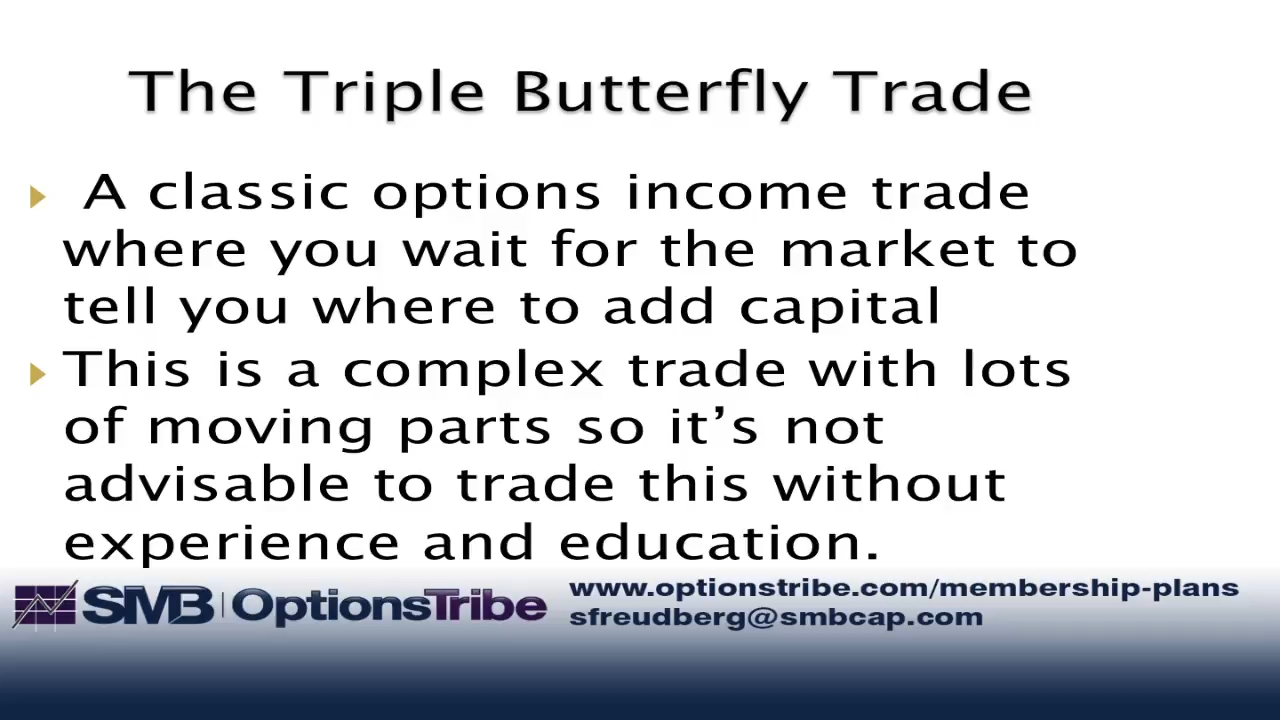 The Triple Butterfly Trade
A classic options income trade
where you wait for the market to
tell you where to add capital
This is a complex trade with lots
of moving parts so it’s not
advisable to trade this without
experience and education.
SMB | OptionsTribe
www.optionstribe.com/membership-plans
sfreudberg@smbcap.com